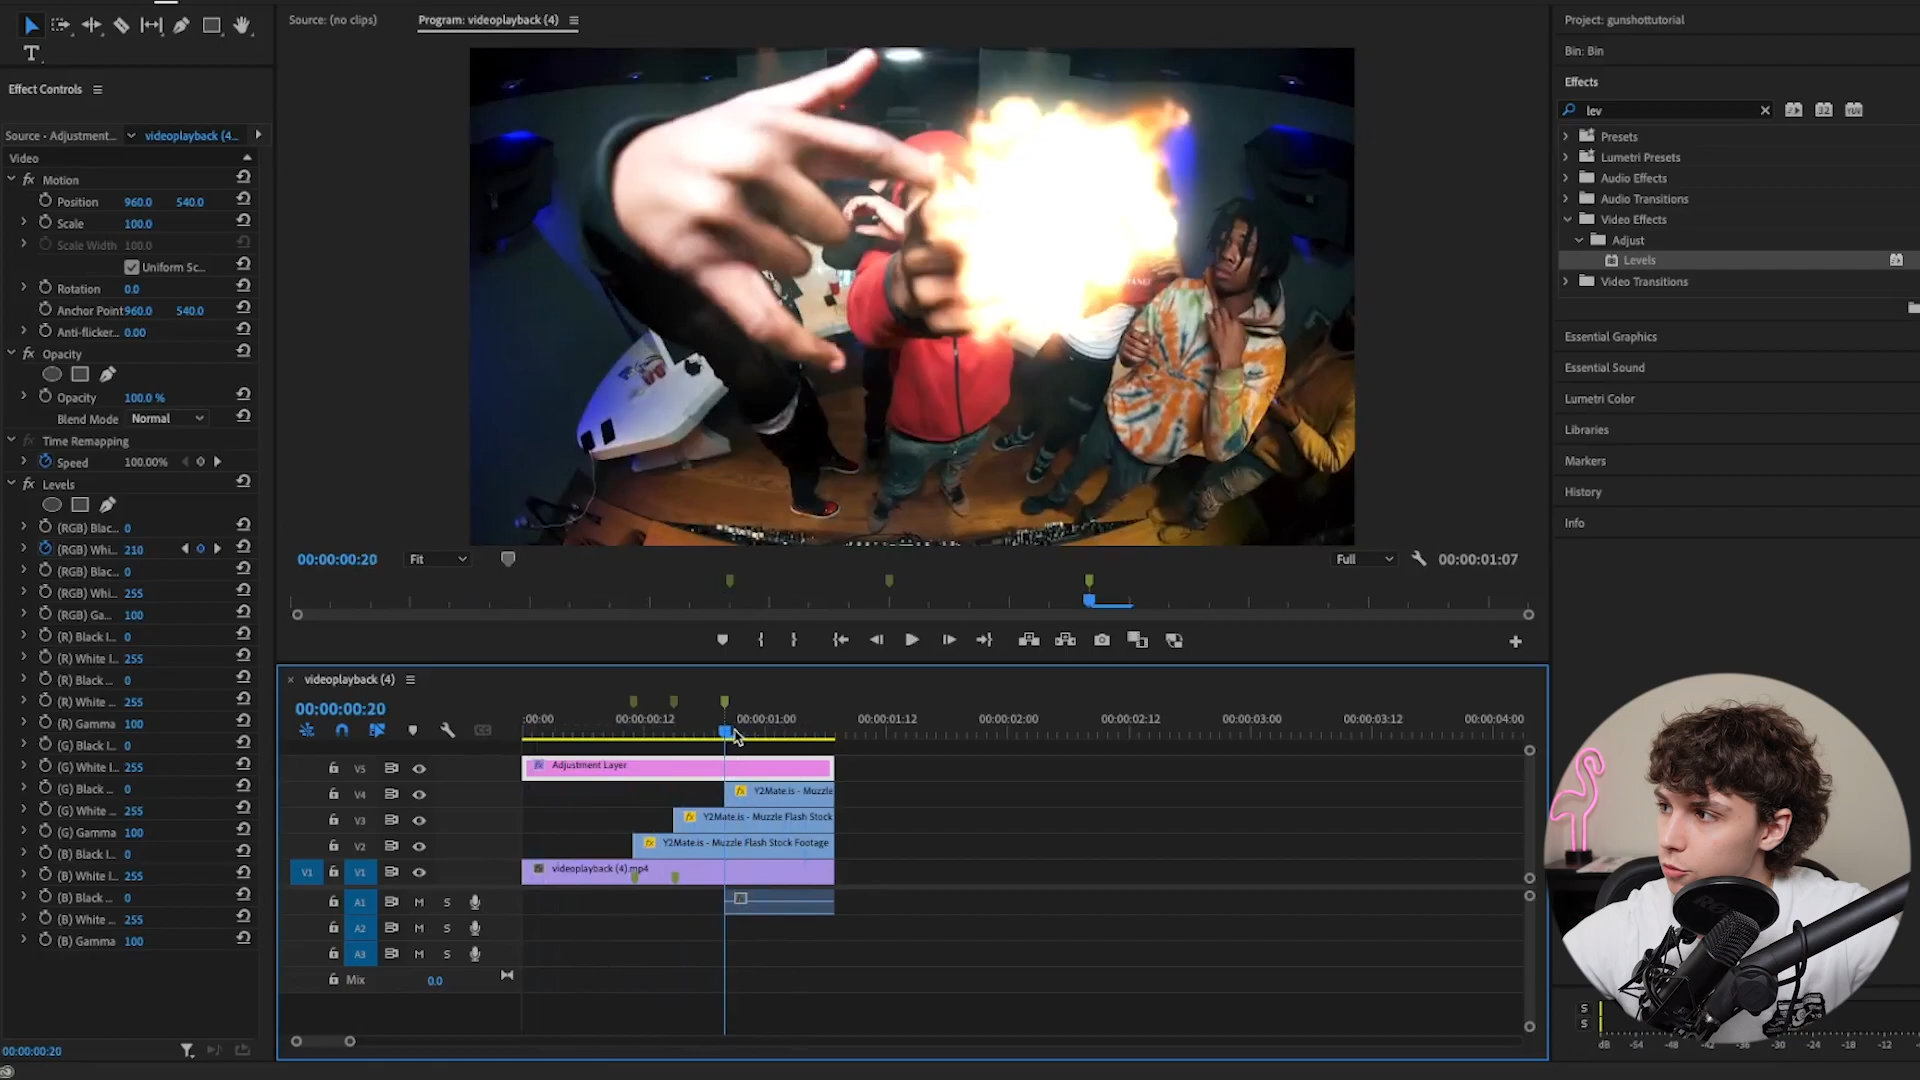 Source: (no clips)
Program: videoplayback (4)
Project: gunshottutorial
Bin: Bin
Effects
lev
32
Presets
Lumetri Presets
Audio Effects
Audio Transitions
Video Effects
Adjust
Levels
Video Transitions
Essential Graphics
Essential Sound
Lumetri Color
Libraries
Markers
History
Info
Effect Controls
Source - Adjustment...
videoplayback (4...
Video
fx Motion
Position 960.0 540.0
Scale 100.0
Scale Width 100.0
Uniform Sc...
Rotation 0.0
Anchor Point 960.0 540.0
Anti-flicker... 0.00
fx Opacity
Opacity 100.0 %
Blend Mode Normal
fx Time Remapping
Speed 100.00%
fx Levels
(RGB) Blac... 0
(RGB) Whi... 210
(RGB) Blac... 0
(RGB) Whi... 255
(RGB) Ga... 100
(R) Black I... 0
(R) White I... 255
(R) Black ... 0
(R) White ... 255
(R) Gamma 100
(G) Black I... 0
(G) White I... 255
(G) Black ... 0
(G) White ... 255
(G) Gamma 100
(B) Black I... 0
(B) White I... 255
(B) Black ... 0
(B) White ... 255
(B) Gamma 100
00:00:00:20
00:00:00:20
Fit
Full
00:00:01:07
videoplayback (4)
00:00:00:20
:00:00
00:00:00:12
00:00:01:00
00:00:01:12
00:00:02:00
00:00:02:12
00:00:03:00
00:00:03:12
00:00:04:00
V5
fx Adjustment Layer
V4
fx Y2Mate.is - Muzzle
V3
fx Y2Mate.is - Muzzle Flash Stock
V2
fx Y2Mate.is - Muzzle Flash Stock Footage
V1 V1
videoplayback (4).mp4
A1 M S
A2 M S
A3 M S
Mix 0.0
S
S
dB -54 -48 -42 -36 -30 -24 -18 -12